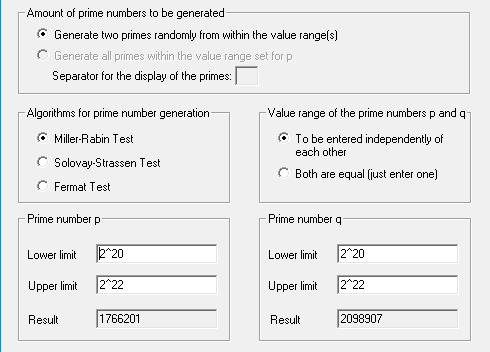 Amount of prime numbers to be generated
Generate two primes randomly from within the value range(s)
Generate all primes within the value range set for p
Separator for the display of the primes:
Algorithms for prime number generation
Miller-Rabin Test
Solovay-Strassen Test
Fermat Test
Value range of the prime numbers p and q
To be entered independently of
each other
Both are equal (just enter one)
Prime number p
Lower limit 2^20
Upper limit 2^22
Result 1766201
Prime number q
Lower limit 2^20
Upper limit 2^22
Result 2098907